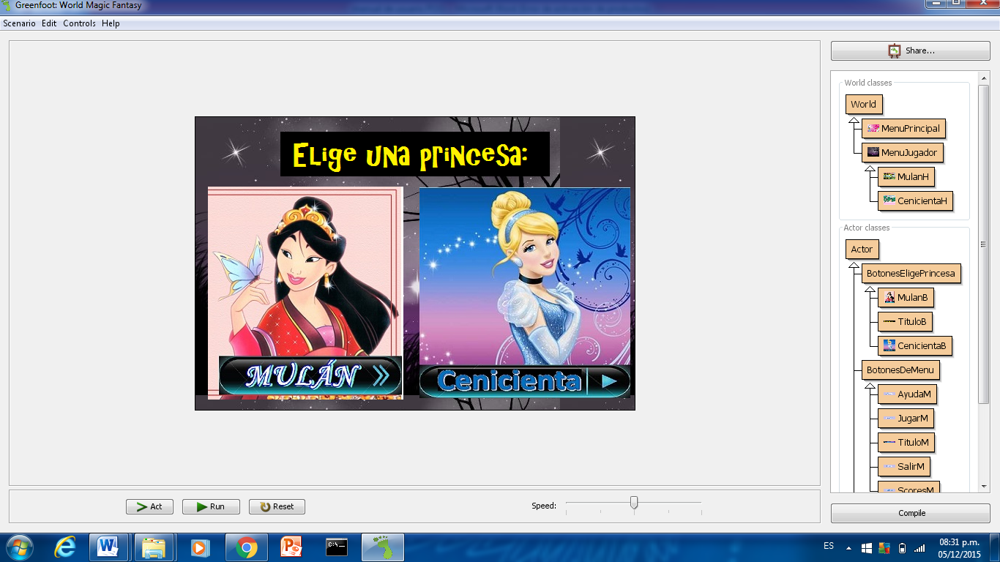 Greenfoot: World Magic Fantasy
Scenario Edit Controls Help
Share...
World classes
World
MenuPrincipal
MenuJugador
MulanH
CenicientaH
Actor classes
Actor
BotonesEligePrincesa
MulanB
TituloB
CenicientaB
BotonesDeMenu
AyudaM
JugarM
TituloM
SalirM
ScoresM
Compile
Elige una princesa:
MULÁN
Cenicienta
Act Run Reset Speed:
ES
08:31 p.m.
05/12/2015